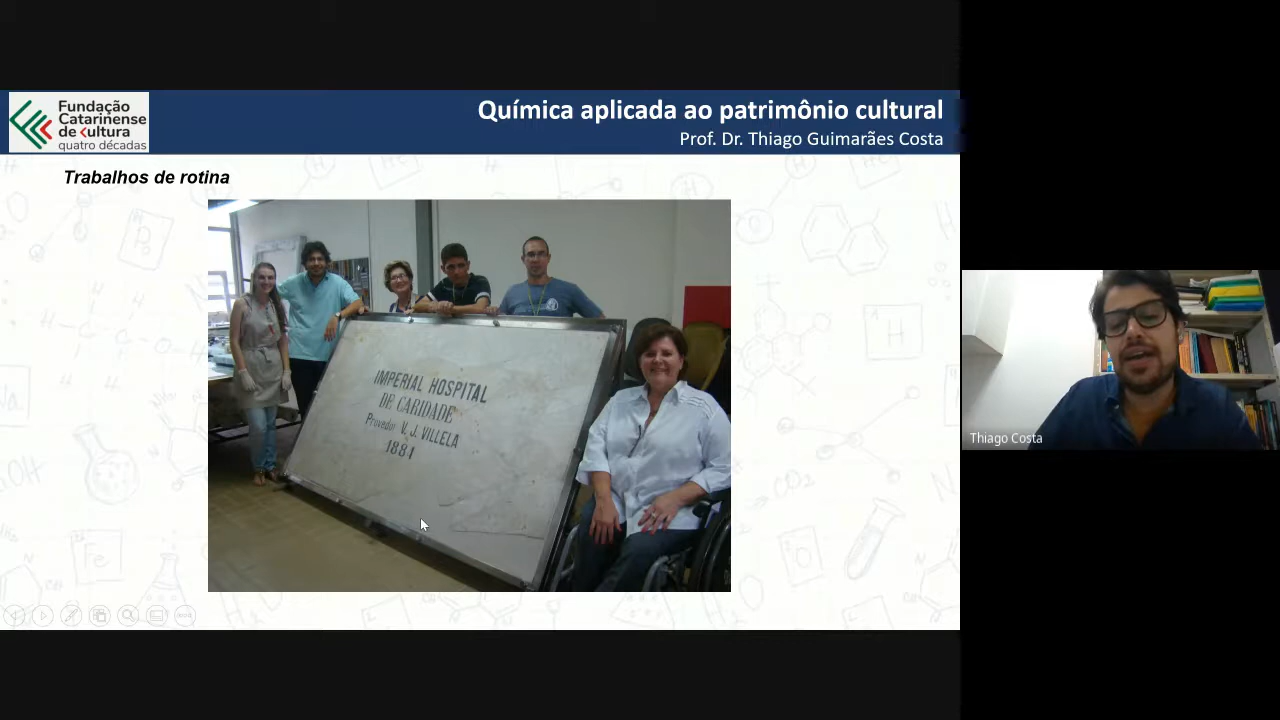 Fundação
Catarinense
de cultura
quatro décadas
Química aplicada ao patrimônio cultural
Prof. Dr. Thiago Guimarães Costa
Trabalhos de rotina
IMPERIAL HOSPITAL
DE CARIDADE
Provedor V. J. VILLELA
1881
Thiago Costa